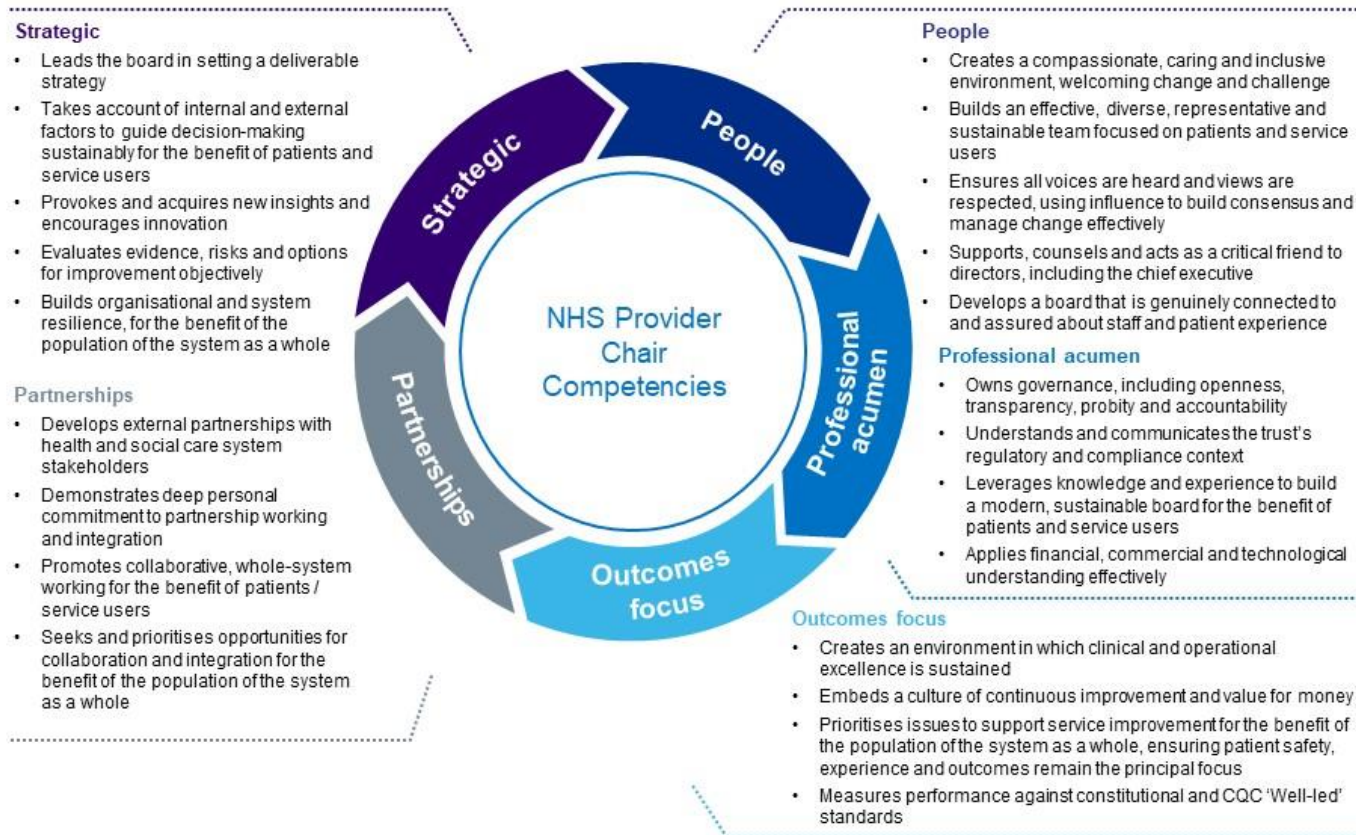 Strategic
• Leads the board in setting a deliverable
strategy
• Takes account of internal and external
factors to guide decision-making
sustainably for the benefit of patients and
service users
• Provokes and acquires new insights and
encourages innovation
• Evaluates evidence, risks and options
for improvement objectively
• Builds organisational and system
resilience, for the benefit of the
population of the system as a whole
Partnerships
• Develops external partnerships with
health and social care system
stakeholders
• Demonstrates deep personal
commitment to partnership working
and integration
• Promotes collaborative, whole-system
working for the benefit of patients /
service users
• Seeks and prioritises opportunities for
collaboration and integration for the
benefit of the population of the system
as a whole
Strategic
People
Professional
acumen
Outcomes
focus
Partnerships
NHS Provider
Chair
Competencies
People
• Creates a compassionate, caring and inclusive
environment, welcoming change and challenge
• Builds an effective, diverse, representative and
sustainable team focused on patients and service
users
• Ensures all voices are heard and views are
respected, using influence to build consensus and
manage change effectively
• Supports, counsels and acts as a critical friend to
directors, including the chief executive
• Develops a board that is genuinely connected to
and assured about staff and patient experience
Professional acumen
• Owns governance, including openness,
transparency, probity and accountability
• Understands and communicates the trust's
regulatory and compliance context
• Leverages knowledge and experience to build
a modern, sustainable board for the benefit of
patients and service users
• Applies financial, commercial and technological
understanding effectively
Outcomes focus
• Creates an environment in which clinical and operational
excellence is sustained
• Embeds a culture of continuous improvement and value for money
• Prioritises issues to support service improvement for the benefit of
the population of the system as a whole, ensuring patient safety,
experience and outcomes remain the principal focus
• Measures performance against constitutional and CQC 'Well-led'
standards